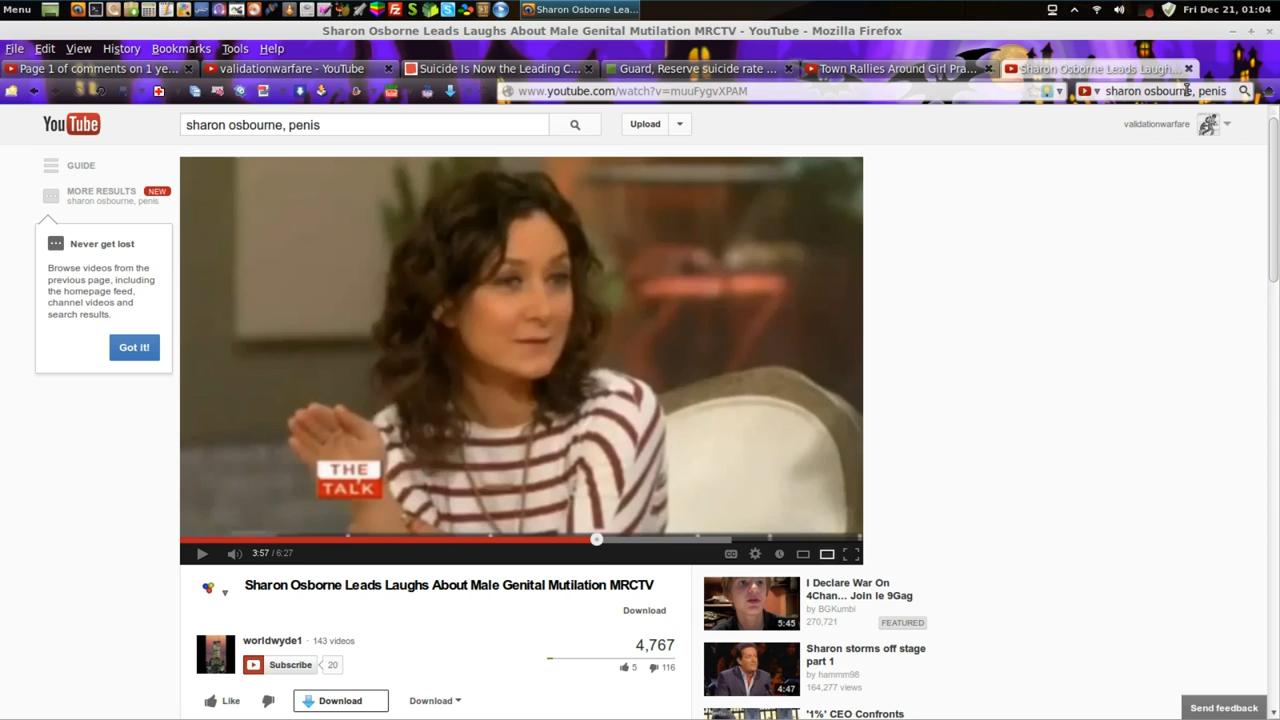 Menu
Sharon Osborne Lea...
Fri Dec 21, 01:04
Sharon Osborne Leads Laughs About Male Genital Mutilation MRCTV - YouTube - Mozilla Firefox
File Edit View History Bookmarks Tools Help
Page 1 of comments on 1 ye...
validationwarfare - YouTube
Suicide Is Now the Leading C...
Guard, Reserve suicide rate ...
Town Rallies Around Girl Pra...
Sharon Osborne Leads Laugh...
www.youtube.com/watch?v=muuFygvXPAM
sharon osbourne, penis
YouTube
sharon osbourne, penis
Upload
validationwarfare
GUIDE
MORE RESULTS NEW
sharon osbourne, penis
Never get lost
Browse videos from the
previous page, including
the homepage feed,
channel videos and
search results.
Got it!
THE
TALK
3:57 / 6:27
Sharon Osborne Leads Laughs About Male Genital Mutilation MRCTV
Download
worldwyde1 · 143 videos
Subscribe 20
4,767
5 116
Like
Download
Download
I Declare War On
4Chan... Join le 9Gag
by BGKumbi
270,721 FEATURED
5:45
Sharon storms off stage
part 1
by hammm98
164,277 views
4:47
'1%' CEO Confronts
Send feedback